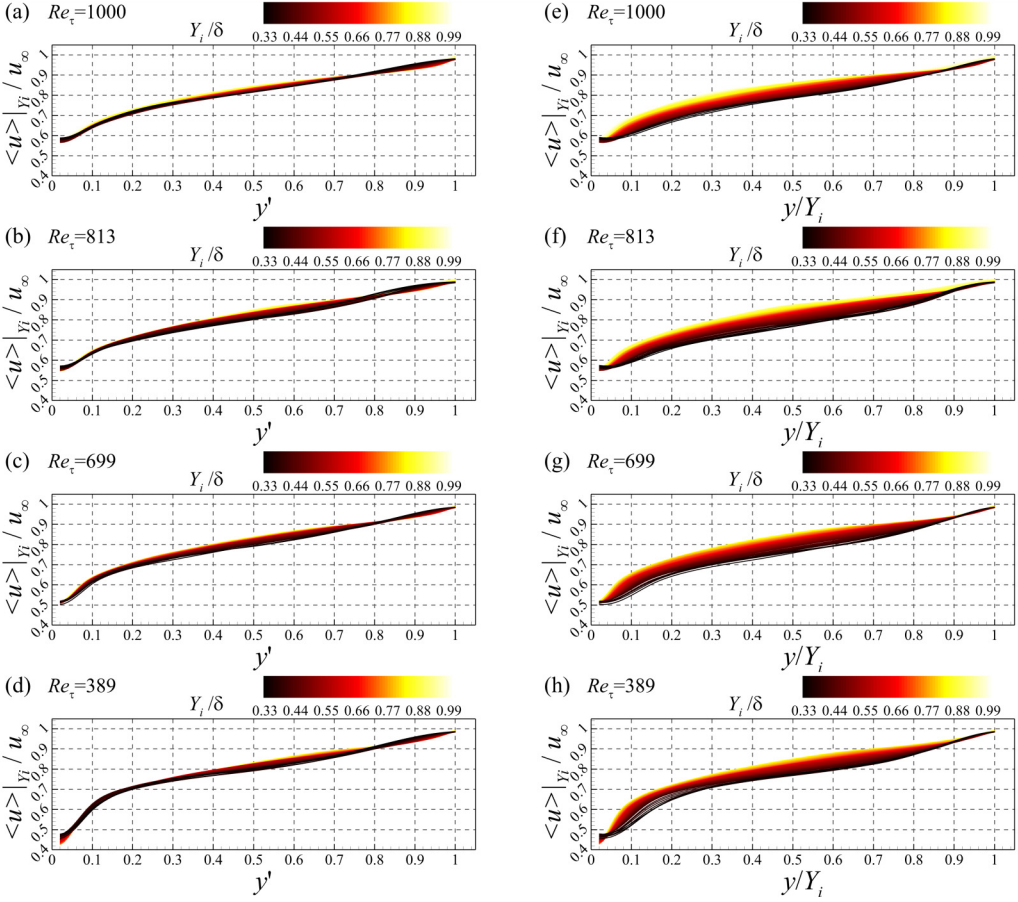 (a) Reτ=1000
Yi/δ
0.33 0.44 0.55 0.66 0.77 0.88 0.99
<u>|Yi / u∞
1
0.9
0.8
0.7
0.6
0.5
0.4
0 0.1 0.2 0.3 0.4 0.5 0.6 0.7 0.8 0.9 1
y'
(e) Reτ=1000
Yi/δ
0.33 0.44 0.55 0.66 0.77 0.88 0.99
<u>|Yi / u∞
1
0.9
0.8
0.7
0.6
0.5
0.4
0 0.1 0.2 0.3 0.4 0.5 0.6 0.7 0.8 0.9 1
y/Yi
(b) Reτ=813
Yi/δ
0.33 0.44 0.55 0.66 0.77 0.88 0.99
<u>|Yi / u∞
1
0.9
0.8
0.7
0.6
0.5
0.4
0 0.1 0.2 0.3 0.4 0.5 0.6 0.7 0.8 0.9 1
y'
(f) Reτ=813
Yi/δ
0.33 0.44 0.55 0.66 0.77 0.88 0.99
<u>|Yi / u∞
1
0.9
0.8
0.7
0.6
0.5
0.4
0 0.1 0.2 0.3 0.4 0.5 0.6 0.7 0.8 0.9 1
y/Yi
(c) Reτ=699
Yi/δ
0.33 0.44 0.55 0.66 0.77 0.88 0.99
<u>|Yi / u∞
1
0.9
0.8
0.7
0.6
0.5
0.4
0 0.1 0.2 0.3 0.4 0.5 0.6 0.7 0.8 0.9 1
y'
(g) Reτ=699
Yi/δ
0.33 0.44 0.55 0.66 0.77 0.88 0.99
<u>|Yi / u∞
1
0.9
0.8
0.7
0.6
0.5
0.4
0 0.1 0.2 0.3 0.4 0.5 0.6 0.7 0.8 0.9 1
y/Yi
(d) Reτ=389
Yi/δ
0.33 0.44 0.55 0.66 0.77 0.88 0.99
<u>|Yi / u∞
1
0.9
0.8
0.7
0.6
0.5
0.4
0 0.1 0.2 0.3 0.4 0.5 0.6 0.7 0.8 0.9 1
y'
(h) Reτ=389
Yi/δ
0.33 0.44 0.55 0.66 0.77 0.88 0.99
<u>|Yi / u∞
1
0.9
0.8
0.7
0.6
0.5
0.4
0 0.1 0.2 0.3 0.4 0.5 0.6 0.7 0.8 0.9 1
y/Yi